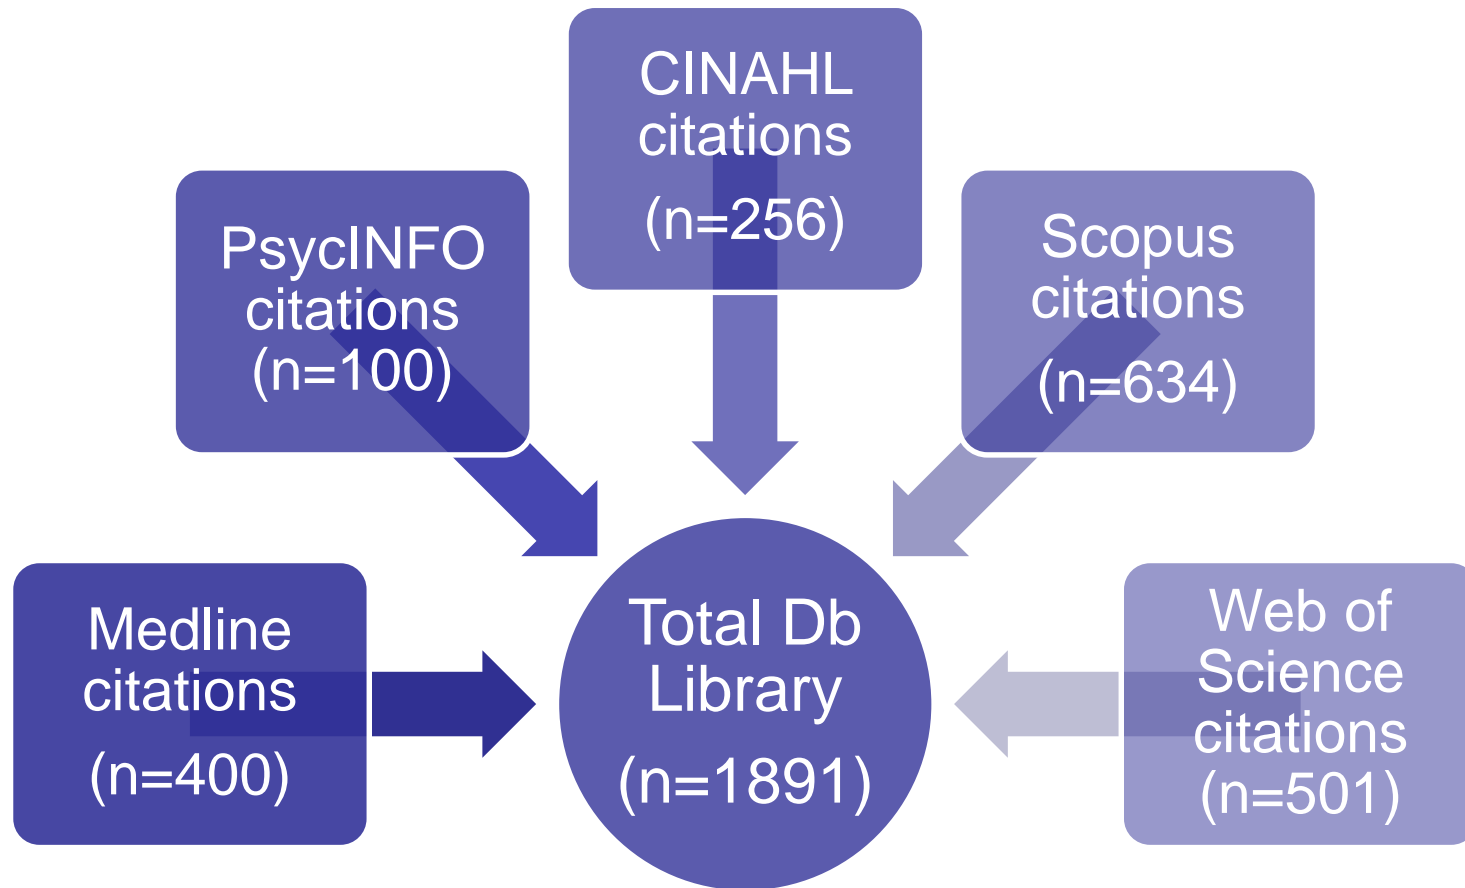 CINAHL
citations
(n=256)
PsycINFO
citations
(n=100)
Scopus
citations
(n=634)
Medline
citations
(n=400)
Total Db
Library
(n=1891)
Web of
Science
citations
(n=501)